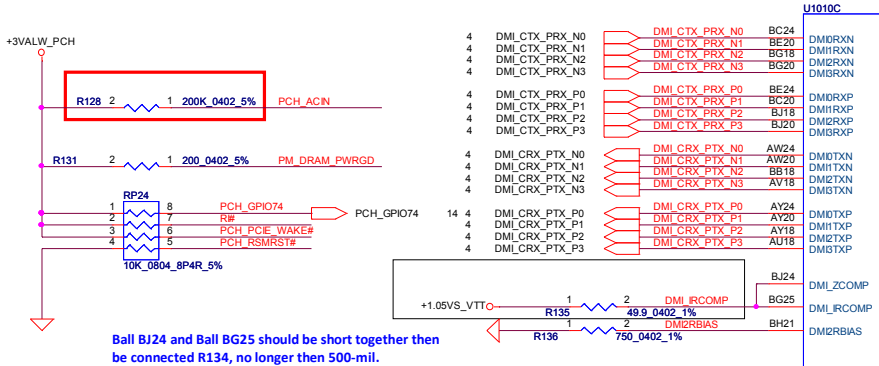 U1010C
+3VALW_PCH
R128 2 1 200K_0402_5% PCH_ACIN
R131 2 1 200_0402_5% PM_DRAM_PWRGD
RP24
1 8 PCH_GPIO74 PCH_GPIO74 14
2 7 RI#
3 6 PCH_PCIE_WAKE#
4 5 PCH_RSMRST#
10K_0804_8P4R_5%
4 DMI_CTX_PRX_N0 DMI_CTX_PRX_N0 BC24 DMI0RXN
4 DMI_CTX_PRX_N1 DMI_CTX_PRX_N1 BE20 DMI1RXN
4 DMI_CTX_PRX_N2 DMI_CTX_PRX_N2 BG18 DMI2RXN
4 DMI_CTX_PRX_N3 DMI_CTX_PRX_N3 BG20 DMI3RXN
4 DMI_CTX_PRX_P0 DMI_CTX_PRX_P0 BE24 DMI0RXP
4 DMI_CTX_PRX_P1 DMI_CTX_PRX_P1 BC20 DMI1RXP
4 DMI_CTX_PRX_P2 DMI_CTX_PRX_P2 BJ18 DMI2RXP
4 DMI_CTX_PRX_P3 DMI_CTX_PRX_P3 BJ20 DMI3RXP
4 DMI_CRX_PTX_N0 DMI_CRX_PTX_N0 AW24 DMI0TXN
4 DMI_CRX_PTX_N1 DMI_CRX_PTX_N1 AW20 DMI1TXN
4 DMI_CRX_PTX_N2 DMI_CRX_PTX_N2 BB18 DMI2TXN
4 DMI_CRX_PTX_N3 DMI_CRX_PTX_N3 AV18 DMI3TXN
4 DMI_CRX_PTX_P0 DMI_CRX_PTX_P0 AY24 DMI0TXP
4 DMI_CRX_PTX_P1 DMI_CRX_PTX_P1 AY20 DMI1TXP
4 DMI_CRX_PTX_P2 DMI_CRX_PTX_P2 AY18 DMI2TXP
4 DMI_CRX_PTX_P3 DMI_CRX_PTX_P3 AU18 DMI3TXP
BJ24 DMI_ZCOMP
+1.05VS_VTT 1 2 DMI_IRCOMP BG25 DMI_IRCOMP
R135 49.9_0402_1%
1 2 DMI2RBIAS BH21 DMI2RBIAS
R136 750_0402_1%
Ball BJ24 and Ball BG25 should be short together then
be connected R134, no longer then 500-mil.